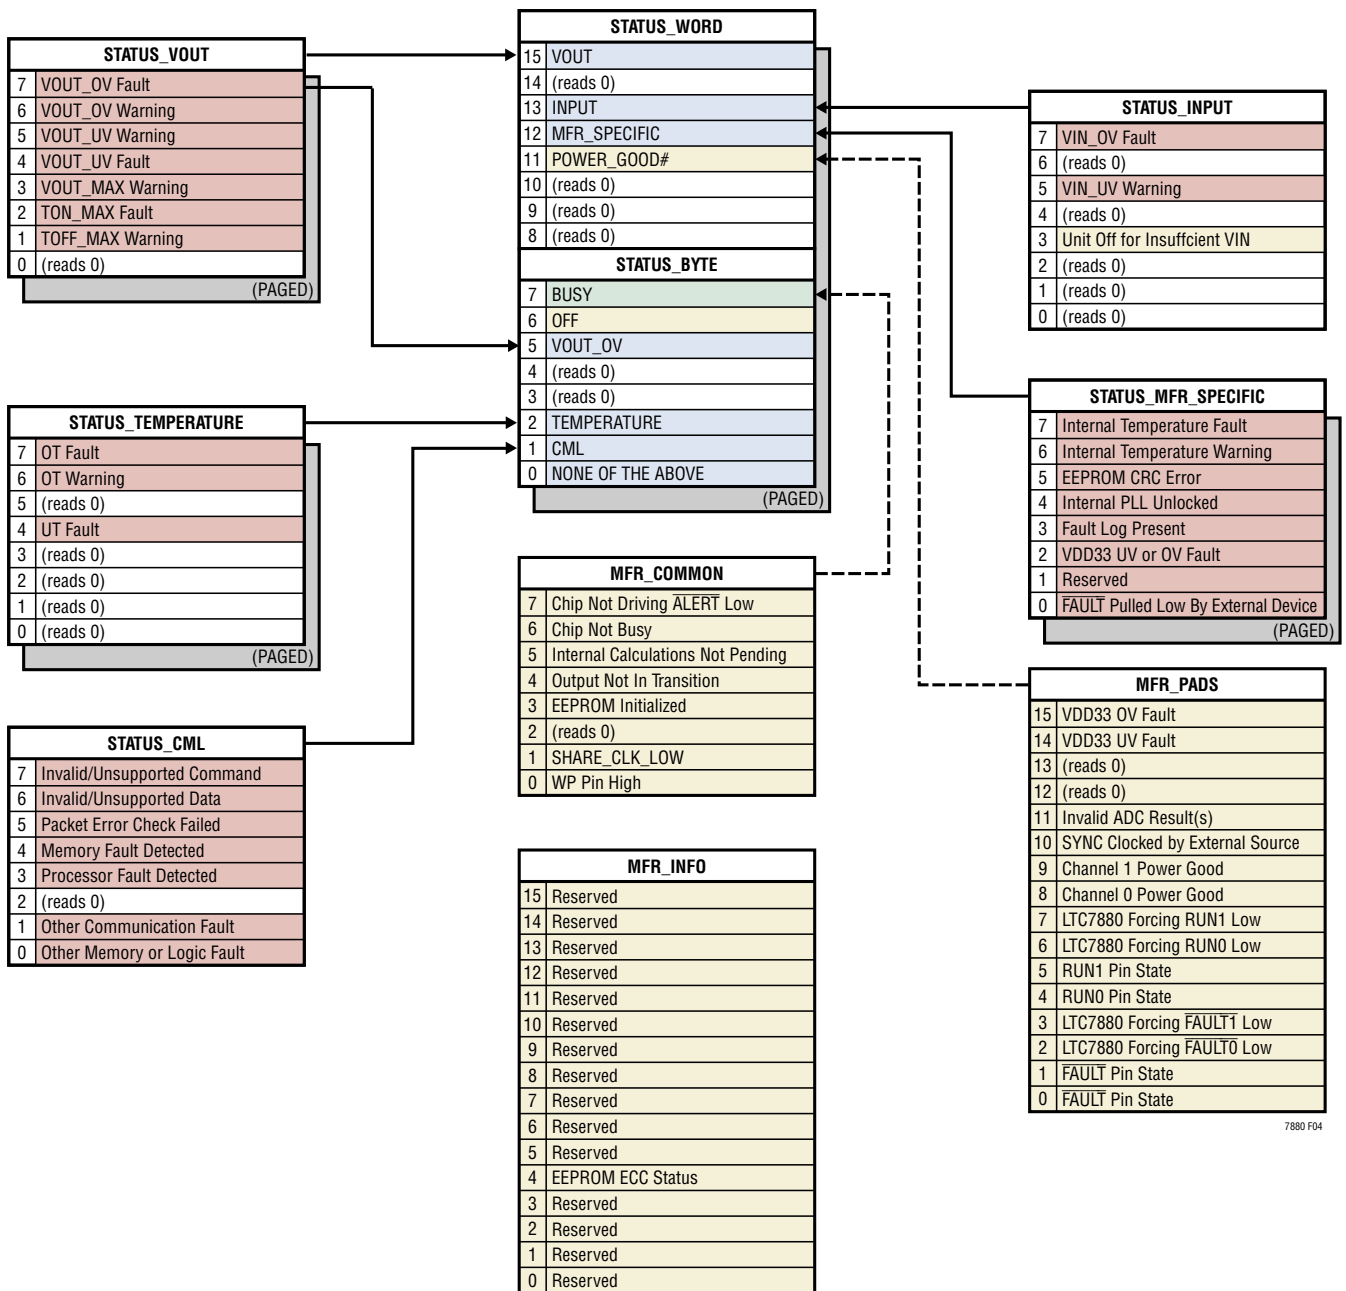 STATUS_VOUT
7 VOUT_OV Fault
6 VOUT_OV Warning
5 VOUT_UV Warning
4 VOUT_UV Fault
3 VOUT_MAX Warning
2 TON_MAX Fault
1 TOFF_MAX Warning
0 (reads 0)
(PAGED)
STATUS_TEMPERATURE
7 OT Fault
6 OT Warning
5 (reads 0)
4 UT Fault
3 (reads 0)
2 (reads 0)
1 (reads 0)
0 (reads 0)
(PAGED)
STATUS_CML
7 Invalid/Unsupported Command
6 Invalid/Unsupported Data
5 Packet Error Check Failed
4 Memory Fault Detected
3 Processor Fault Detected
2 (reads 0)
1 Other Communication Fault
0 Other Memory or Logic Fault
STATUS_WORD
15 VOUT
14 (reads 0)
13 INPUT
12 MFR_SPECIFIC
11 POWER_GOOD#
10 (reads 0)
9 (reads 0)
8 (reads 0)
STATUS_BYTE
7 BUSY
6 OFF
5 VOUT_OV
4 (reads 0)
3 (reads 0)
2 TEMPERATURE
1 CML
0 NONE OF THE ABOVE
(PAGED)
MFR_COMMON
7 Chip Not Driving ALERT Low
6 Chip Not Busy
5 Internal Calculations Not Pending
4 Output Not In Transition
3 EEPROM Initialized
2 (reads 0)
1 SHARE_CLK_LOW
0 WP Pin High
MFR_INFO
15 Reserved
14 Reserved
13 Reserved
12 Reserved
11 Reserved
10 Reserved
9 Reserved
8 Reserved
7 Reserved
6 Reserved
5 Reserved
4 EEPROM ECC Status
3 Reserved
2 Reserved
1 Reserved
0 Reserved
STATUS_INPUT
7 VIN_OV Fault
6 (reads 0)
5 VIN_UV Warning
4 (reads 0)
3 Unit Off for Insuffcient VIN
2 (reads 0)
1 (reads 0)
0 (reads 0)
STATUS_MFR_SPECIFIC
7 Internal Temperature Fault
6 Internal Temperature Warning
5 EEPROM CRC Error
4 Internal PLL Unlocked
3 Fault Log Present
2 VDD33 UV or OV Fault
1 Reserved
0 FAULT Pulled Low By External Device
(PAGED)
MFR_PADS
15 VDD33 OV Fault
14 VDD33 UV Fault
13 (reads 0)
12 (reads 0)
11 Invalid ADC Result(s)
10 SYNC Clocked by External Source
9 Channel 1 Power Good
8 Channel 0 Power Good
7 LTC7880 Forcing RUN1 Low
6 LTC7880 Forcing RUN0 Low
5 RUN1 Pin State
4 RUN0 Pin State
3 LTC7880 Forcing FAULT1 Low
2 LTC7880 Forcing FAULT0 Low
1 FAULT Pin State
0 FAULT Pin State
7880 F04